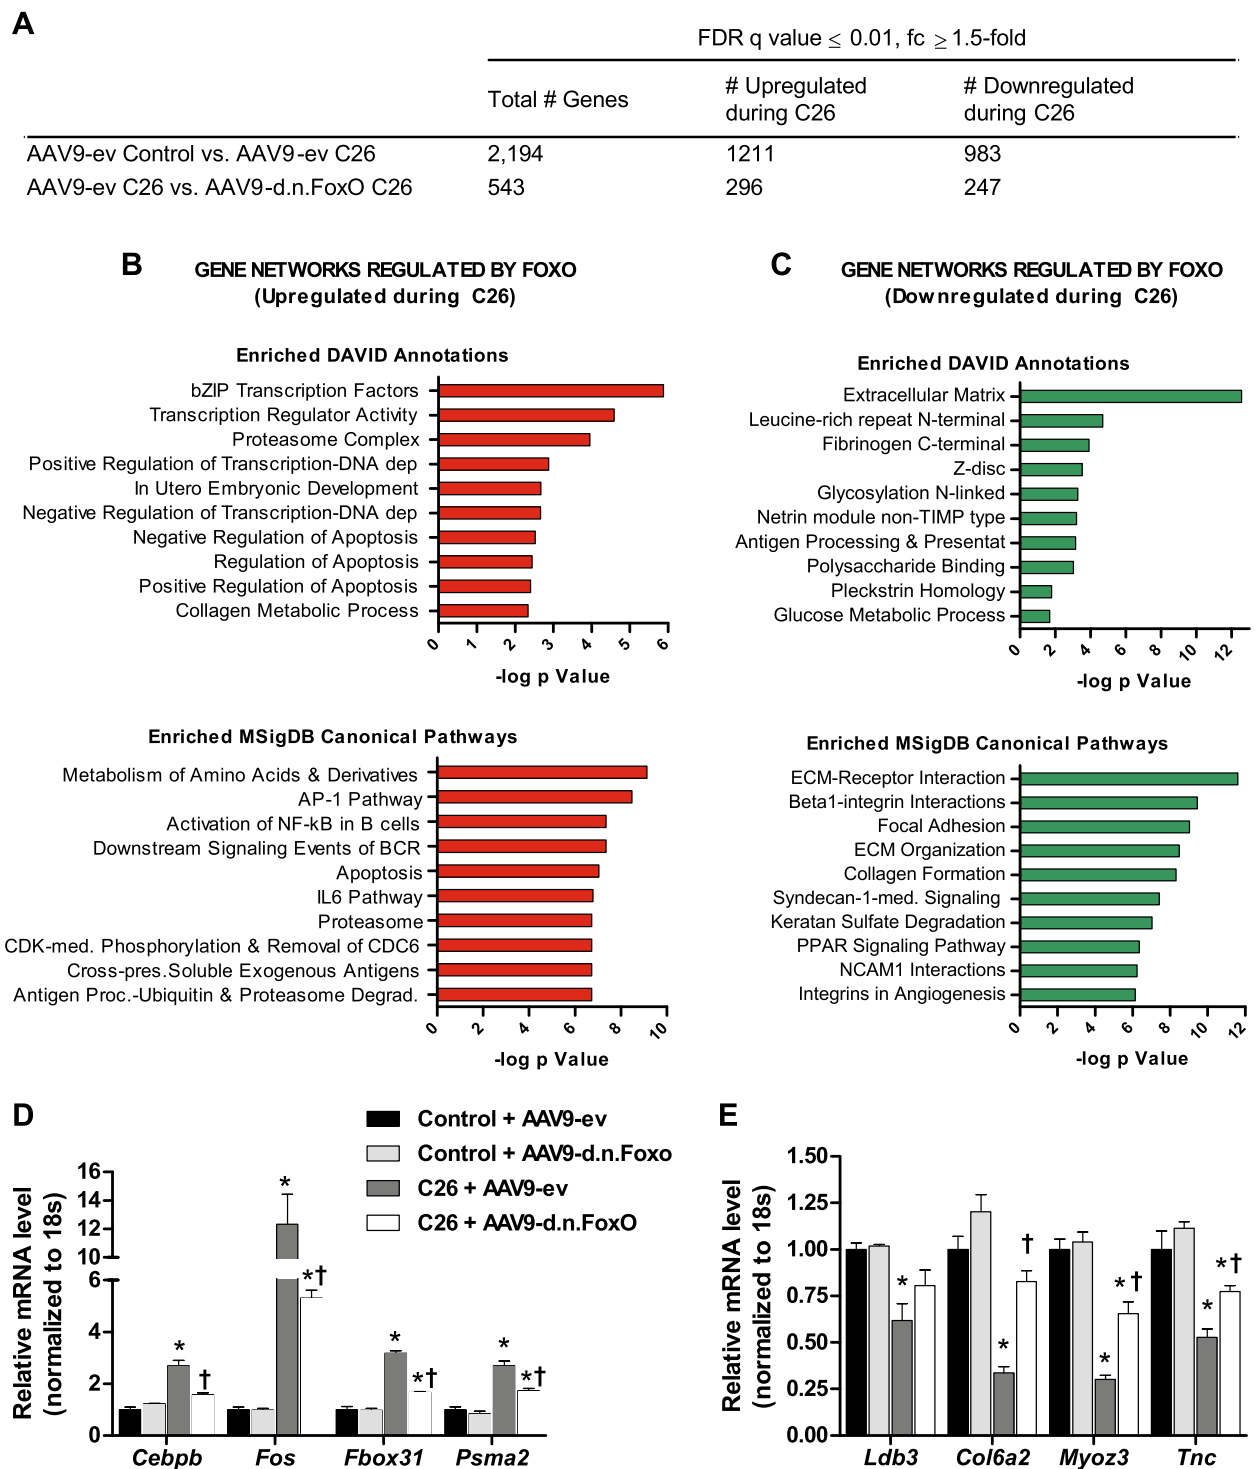 A
FDR q value ≤ 0.01, fc ≥ 1.5-fold
Total # Genes
# Upregulated
during C26
# Downregulated
during C26
AAV9-ev Control vs. AAV9-ev C26 2,194 1211 983
AAV9-ev C26 vs. AAV9-d.n.FoxO C26 543 296 247
B
GENE NETWORKS REGULATED BY FOXO
(Upregulated during C26)
Enriched DAVID Annotations
bZIP Transcription Factors
Transcription Regulator Activity
Proteasome Complex
Positive Regulation of Transcription-DNA dep
In Utero Embryonic Development
Negative Regulation of Transcription-DNA dep
Negative Regulation of Apoptosis
Regulation of Apoptosis
Positive Regulation of Apoptosis
Collagen Metabolic Process
0 1 2 3 4 5 6
-log p Value
Enriched MSigDB Canonical Pathways
Metabolism of Amino Acids & Derivatives
AP-1 Pathway
Activation of NF-kB in B cells
Downstream Signaling Events of BCR
Apoptosis
IL6 Pathway
Proteasome
CDK-med. Phosphorylation & Removal of CDC6
Cross-pres.Soluble Exogenous Antigens
Antigen Proc.-Ubiquitin & Proteasome Degrad.
0 2 4 6 8 10
-log p Value
C
GENE NETWORKS REGULATED BY FOXO
(Downregulated during C26)
Enriched DAVID Annotations
Extracellular Matrix
Leucine-rich repeat N-terminal
Fibrinogen C-terminal
Z-disc
Glycosylation N-linked
Netrin module non-TIMP type
Antigen Processing & Presentat
Polysaccharide Binding
Pleckstrin Homology
Glucose Metabolic Process
0 2 4 6 8 10 12
-log p Value
Enriched MSigDB Canonical Pathways
ECM-Receptor Interaction
Beta1-integrin Interactions
Focal Adhesion
ECM Organization
Collagen Formation
Syndecan-1-med. Signaling
Keratan Sulfate Degradation
PPAR Signaling Pathway
NCAM1 Interactions
Integrins in Angiogenesis
0 2 4 6 8 10 12
-log p Value
D
Control + AAV9-ev
Control + AAV9-d.n.Foxo
C26 + AAV9-ev
C26 + AAV9-d.n.FoxO
Relative mRNA level
(normalized to 18s)
16
14
12
10
6
4
2
0
* † * *† * *† * *†
Cebpb Fos Fbox31 Psma2
E
Relative mRNA level
(normalized to 18s)
1.50
1.25
1.00
0.75
0.50
0.25
0.00
* * † * *† * *†
Ldb3 Col6a2 Myoz3 Tnc